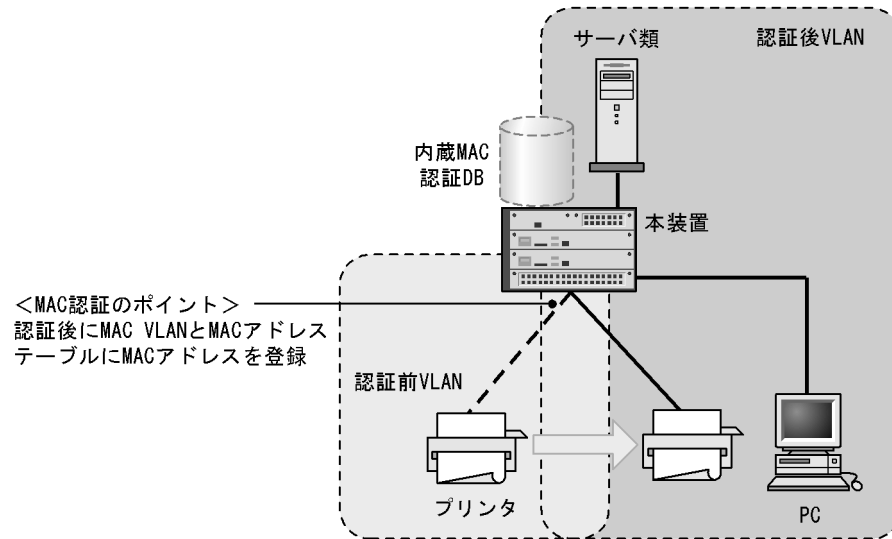 サーバ類
認証後VLAN
内蔵MAC
認証DB
本装置
＜MAC認証のポイント＞
認証後にMAC VLANとMACアドレス
テーブルにMACアドレスを登録
認証前VLAN
プリンタ
PC